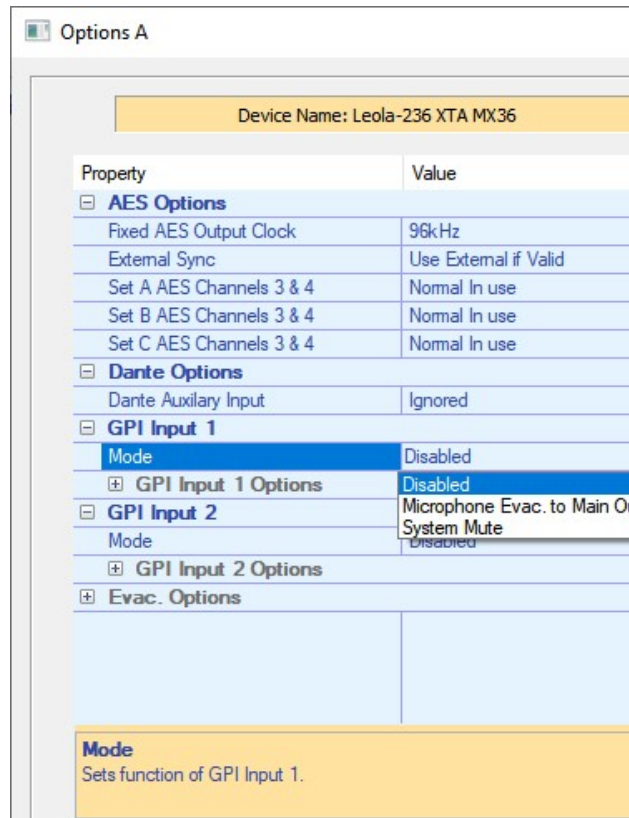 Options A
Device Name: Leola-236 XTA MX36
Property Value
AES Options
Fixed AES Output Clock 96kHz
External Sync Use External if Valid
Set A AES Channels 3 & 4 Normal In use
Set B AES Channels 3 & 4 Normal In use
Set C AES Channels 3 & 4 Normal In use
Dante Options
Dante Auxilary Input Ignored
GPI Input 1
Mode Disabled
GPI Input 1 Options Disabled
GPI Input 2 Microphone Evac. to Main
System Mute
Mode Disabled
GPI Input 2 Options
Evac. Options
Mode
Sets function of GPI Input 1.